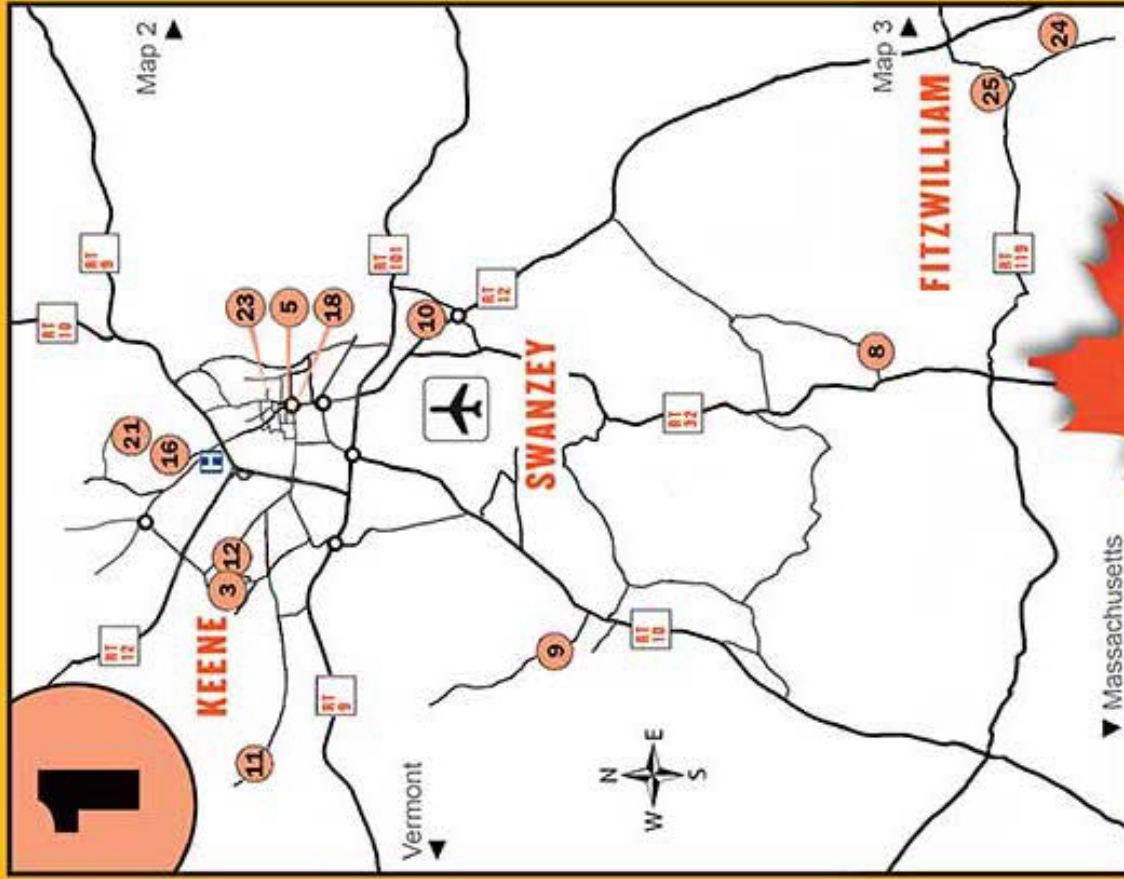 1
RT
10
RT
9
RT
12
21
Map 2 ▶
16
H
KEENE
3
12
23
11
5
18
RT
9
RT
101
◀ Vermont
10
RT
12
SWANZEY
9
N
W E
S
RT
10
RT
32
8
Map 3 ▶
FITZWILLIAM
25
RT
119
24
◀ Massachusetts